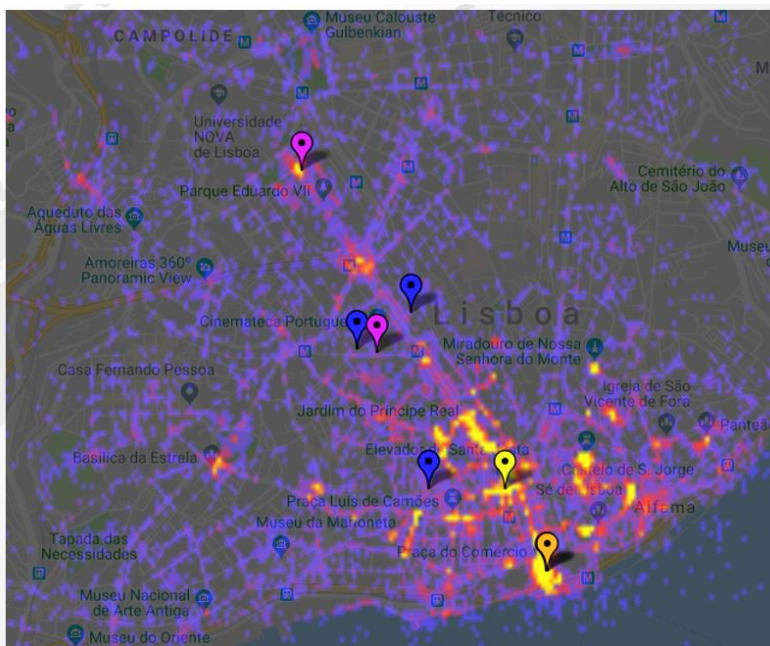 Museu Calouste
Gulbenkian
Técnico
CAMPOLIDE
Universidade
NOVA
de Lisboa
Parque Eduardo VII
Cemitério do
Alto de São João
Aqueduto das
Águas Livres
Amoreiras 360º
Panoramic View
Lisboa
Cinemateca Portugue
Miradouro de Nossa
Senhora do Monte
Casa Fernando Pessoa
Igreja de São
Vicente de Fora
Jardim do Príncipe Real
Elevador de Santa Justa
Basílica da Estrela
Castelo de S. Jorge
Praça Luís de Camões
Sé de Lisboa
Alfama
Museu da Marioneta
Tapada das
Necessidades
Praça do Comércio
Museu Nacional
de Arte Antiga
Museu do Oriente